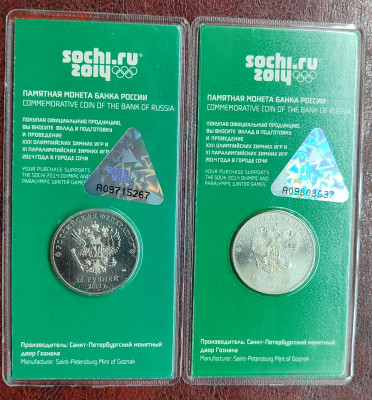 sochi.ru
2014
ПАМЯТНАЯ МОНЕТА БАНКА РОССИИ
COMMEMORATIVE COIN OF THE BANK OF RUSSIA
ПОКУПАЯ ОФИЦИАЛЬНУЮ ПРОДУКЦИЮ,
ВЫ ВНОСИТЕ ВКЛАД В ПОДГОТОВКУ
И ПРОВЕДЕНИЕ
XXII ОЛИМПИЙСКИХ ЗИМНИХ ИГР И
XI ПАРАЛИМПИЙСКИХ ЗИМНИХ ИГР
2014 ГОДА В ГОРОДЕ СОЧИ
YOUR PURCHASE SUPPORTS
THE SOCHI 2014 OLYMPIC AND
PARALYMPIC WINTER GAMES
A09715267
РОССИЙСКАЯ ФЕДЕРАЦИЯ
25 РУБЛЕЙ
Производитель: Санкт-Петербургский монетный
двор Гознака
Manufacturer: Saint-Petersburg Mint of Goznak
sochi.ru
2014
ПАМЯТНАЯ МОНЕТА БАНКА РОССИИ
COMMEMORATIVE COIN OF THE BANK OF RUSSIA
ПОКУПАЯ ОФИЦИАЛЬНУЮ ПРОДУКЦИЮ,
ВЫ ВНОСИТЕ ВКЛАД В ПОДГОТОВКУ
И ПРОВЕДЕНИЕ
XXII ОЛИМПИЙСКИХ ЗИМНИХ ИГР И
XI ПАРАЛИМПИЙСКИХ ЗИМНИХ ИГР
2014 ГОДА В ГОРОДЕ СОЧИ
YOUR PURCHASE SUPPORTS
THE SOCHI 2014 OLYMPIC AND
PARALYMPIC WINTER GAMES
Производитель: Санкт-Петербургский монетный
двор Гознака
Manufacturer: Saint-Petersburg Mint of Goznak